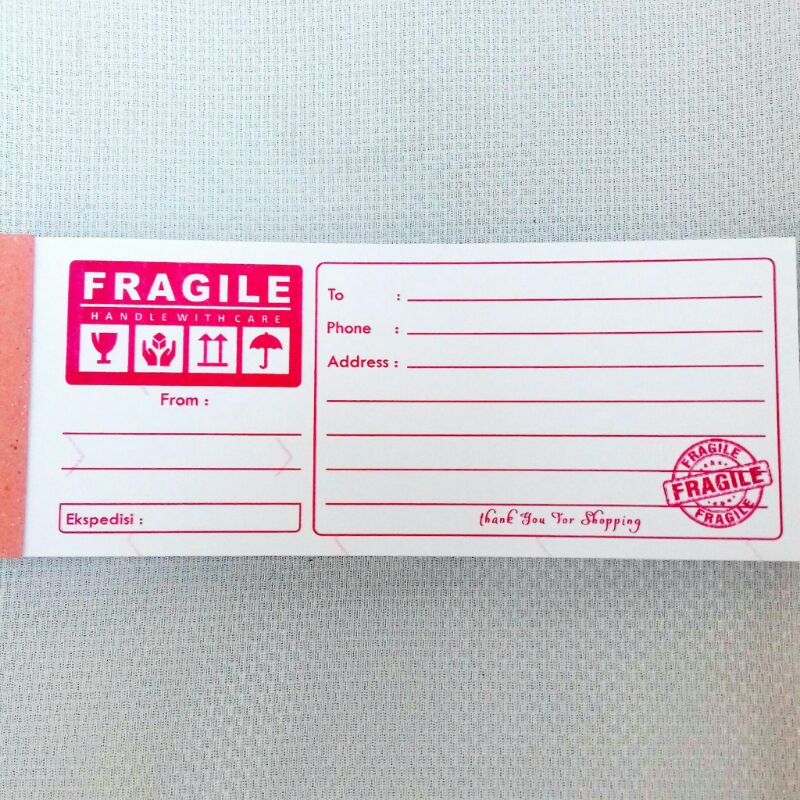 FRAGILE
HANDLE WITH CARE
From :
Ekspedisi :
To :
Phone :
Address :
thank You For Shopping
FRAGILE
FRAGILE
FRAGILE